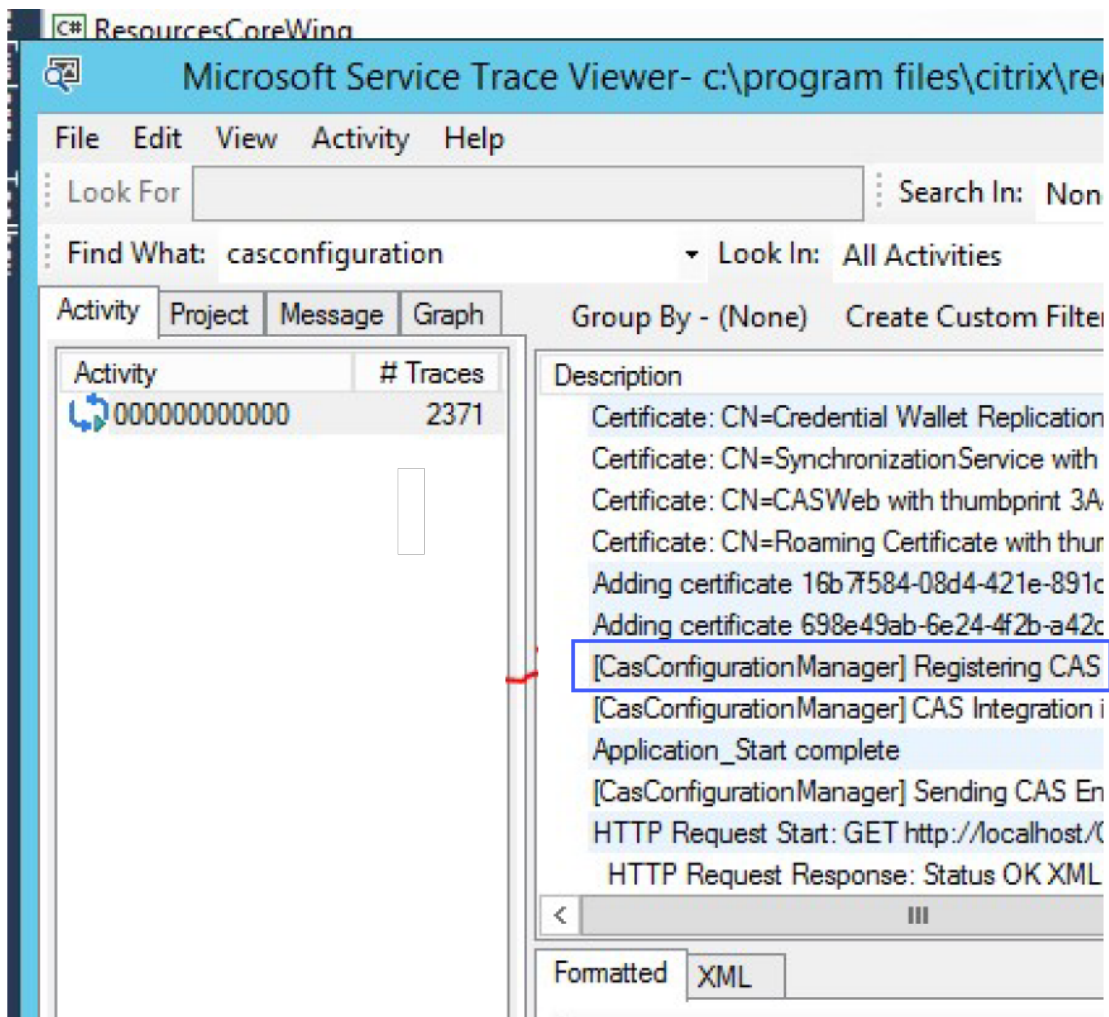 C# ResourcesCoreWing
Microsoft Service Trace Viewer- c:\program files\citrix\re
File Edit View Activity Help
Look For Search In: Non
Find What: casconfiguration Look In: All Activities
Activity Project Message Graph Group By - (None) Create Custom Filter
Activity # Traces Description
000000000000 2371
Certificate: CN=Credential Wallet Replication
Certificate: CN=SynchronizationService with
Certificate: CN=CASWeb with thumbprint 3A
Certificate: CN=Roaming Certificate with thur
Adding certificate 16b7f584-08d4-421e-891c
Adding certificate 698e49ab-6e24-4f2b-a42c
[CasConfigurationManager] Registering CAS
[CasConfigurationManager] CAS Integration i
Application_Start complete
[CasConfigurationManager] Sending CAS En
HTTP Request Start: GET http://localhost/
HTTP Request Response: Status OK XML
Formatted XML